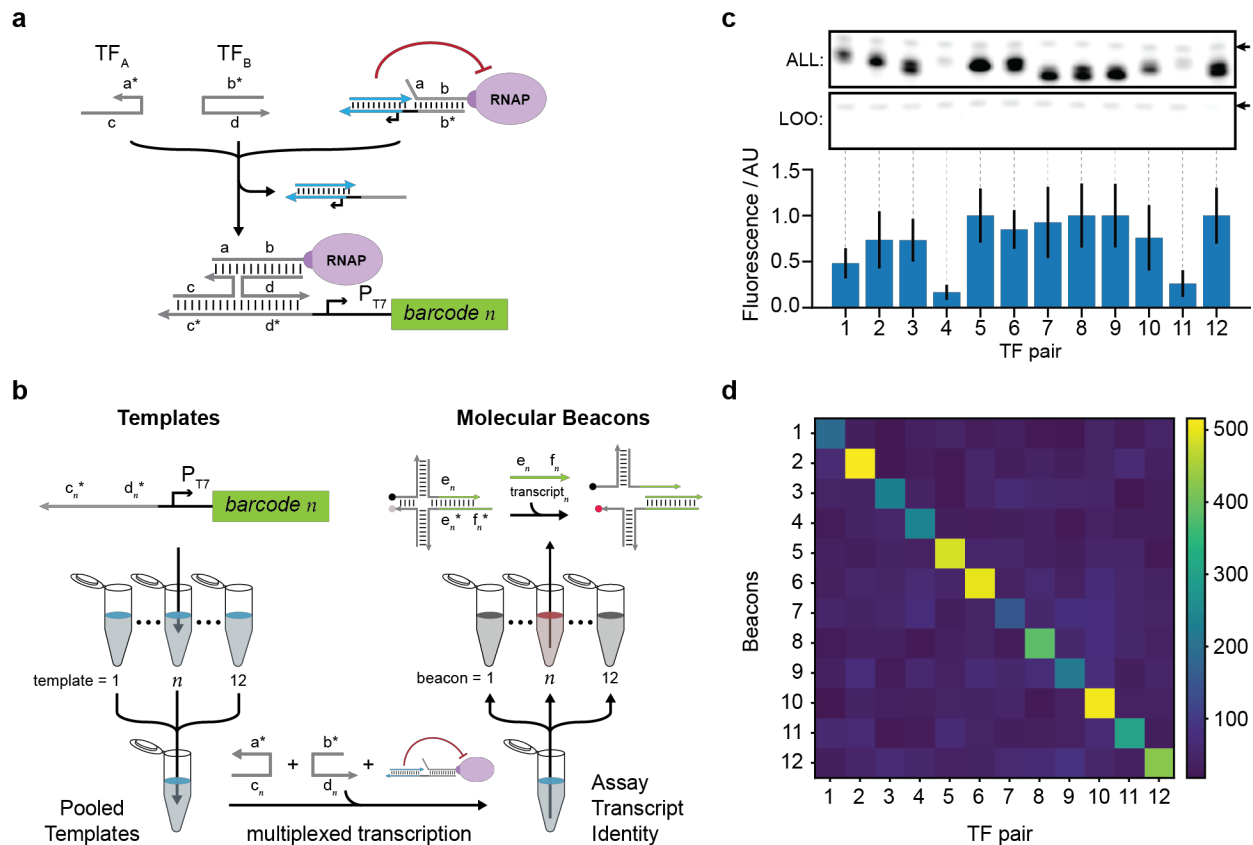 a
TF_A
a*
c
TF_B
b*
d
a
b
b*
RNAP
a
b
RNAP
c
d
c*
d*
P_T7
barcode n
b
Templates
c_n*
d_n*
P_T7
barcode n
template = 1
n
12
Pooled
Templates
a*
c_n
+
b*
d_n
+
multiplexed transcription
Molecular Beacons
e_n
e_n*
f_n*
e_n
f_n
transcript_n
beacon = 1
n
12
Assay
Transcript
Identity
c
ALL:
LOO:
Fluorescence / AU
1.5
1.0
0.5
0.0
1 2 3 4 5 6 7 8 9 10 11 12
TF pair
d
Beacons
1
2
3
4
5
6
7
8
9
10
11
12
1 2 3 4 5 6 7 8 9 10 11 12
TF pair
500
400
300
200
100